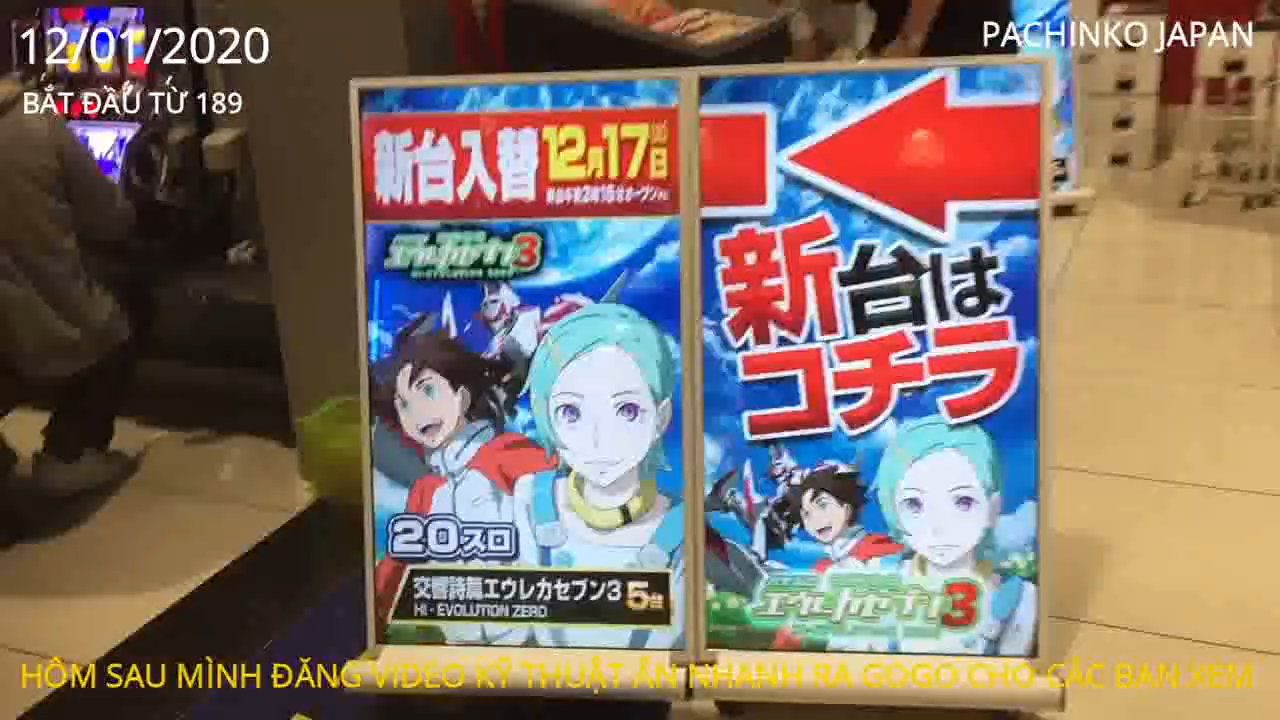 12/01/2020
PACHINKO JAPAN
BẮT ĐẦU TỪ 189
新台入替 12月17日
エウレカセブン3
HI-EVOLUTION ZERO
20スロ
交響詩篇エウレカセブン3 5台
HI-EVOLUTION ZERO
新台は
コチラ
エウレカセブン3
HÔM SAU MÌNH ĐĂNG VIDEO KỸ THUẬT ĂN NHANH RA GOGO CHO CÁC BẠN XEM